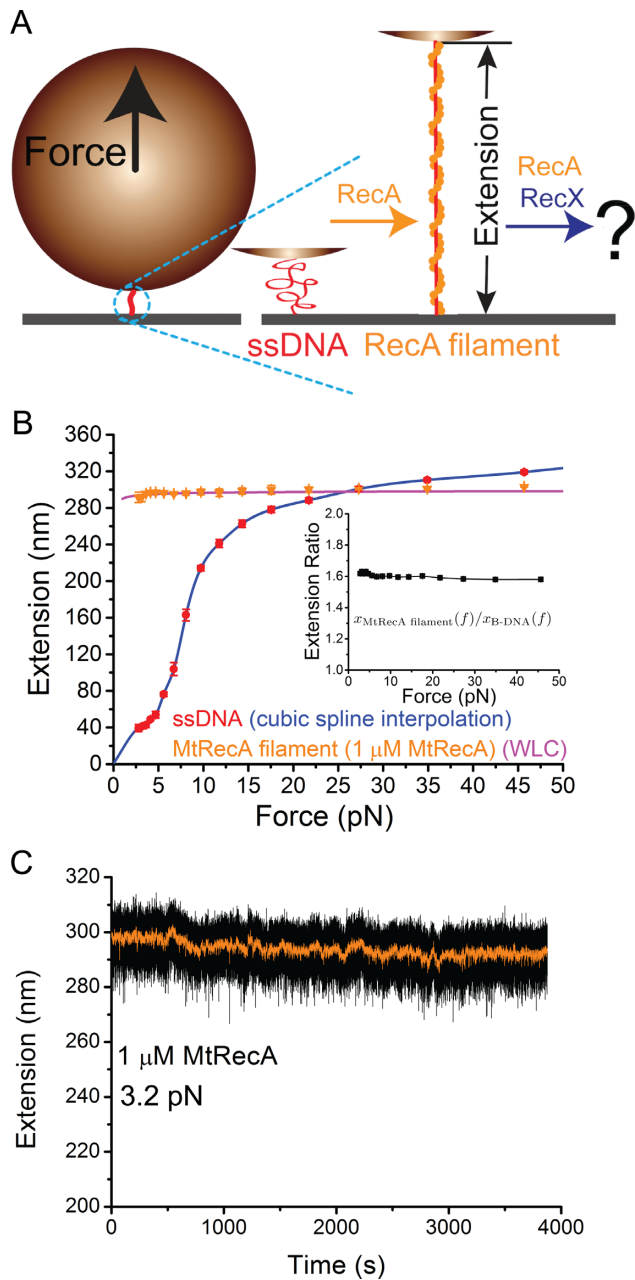 A
Force
RecA
Extension
RecA
RecX
?
ssDNA
RecA filament
B
360
320
280
240
200
160
120
80
40
0
Extension (nm)
0 5 10 15 20 25 30 35 40 45 50
Force (pN)
2.0
1.8
1.6
1.4
1.2
1.0
Extension Ratio
xMtRecA filament(f)/xB-DNA(f)
0 10 20 30 40 50
Force (pN)
ssDNA (cubic spline interpolation)
MtRecA filament (1 μM MtRecA) (WLC)
C
320
300
280
260
240
220
200
Extension (nm)
1 μM MtRecA
3.2 pN
0 1000 2000 3000 4000
Time (s)